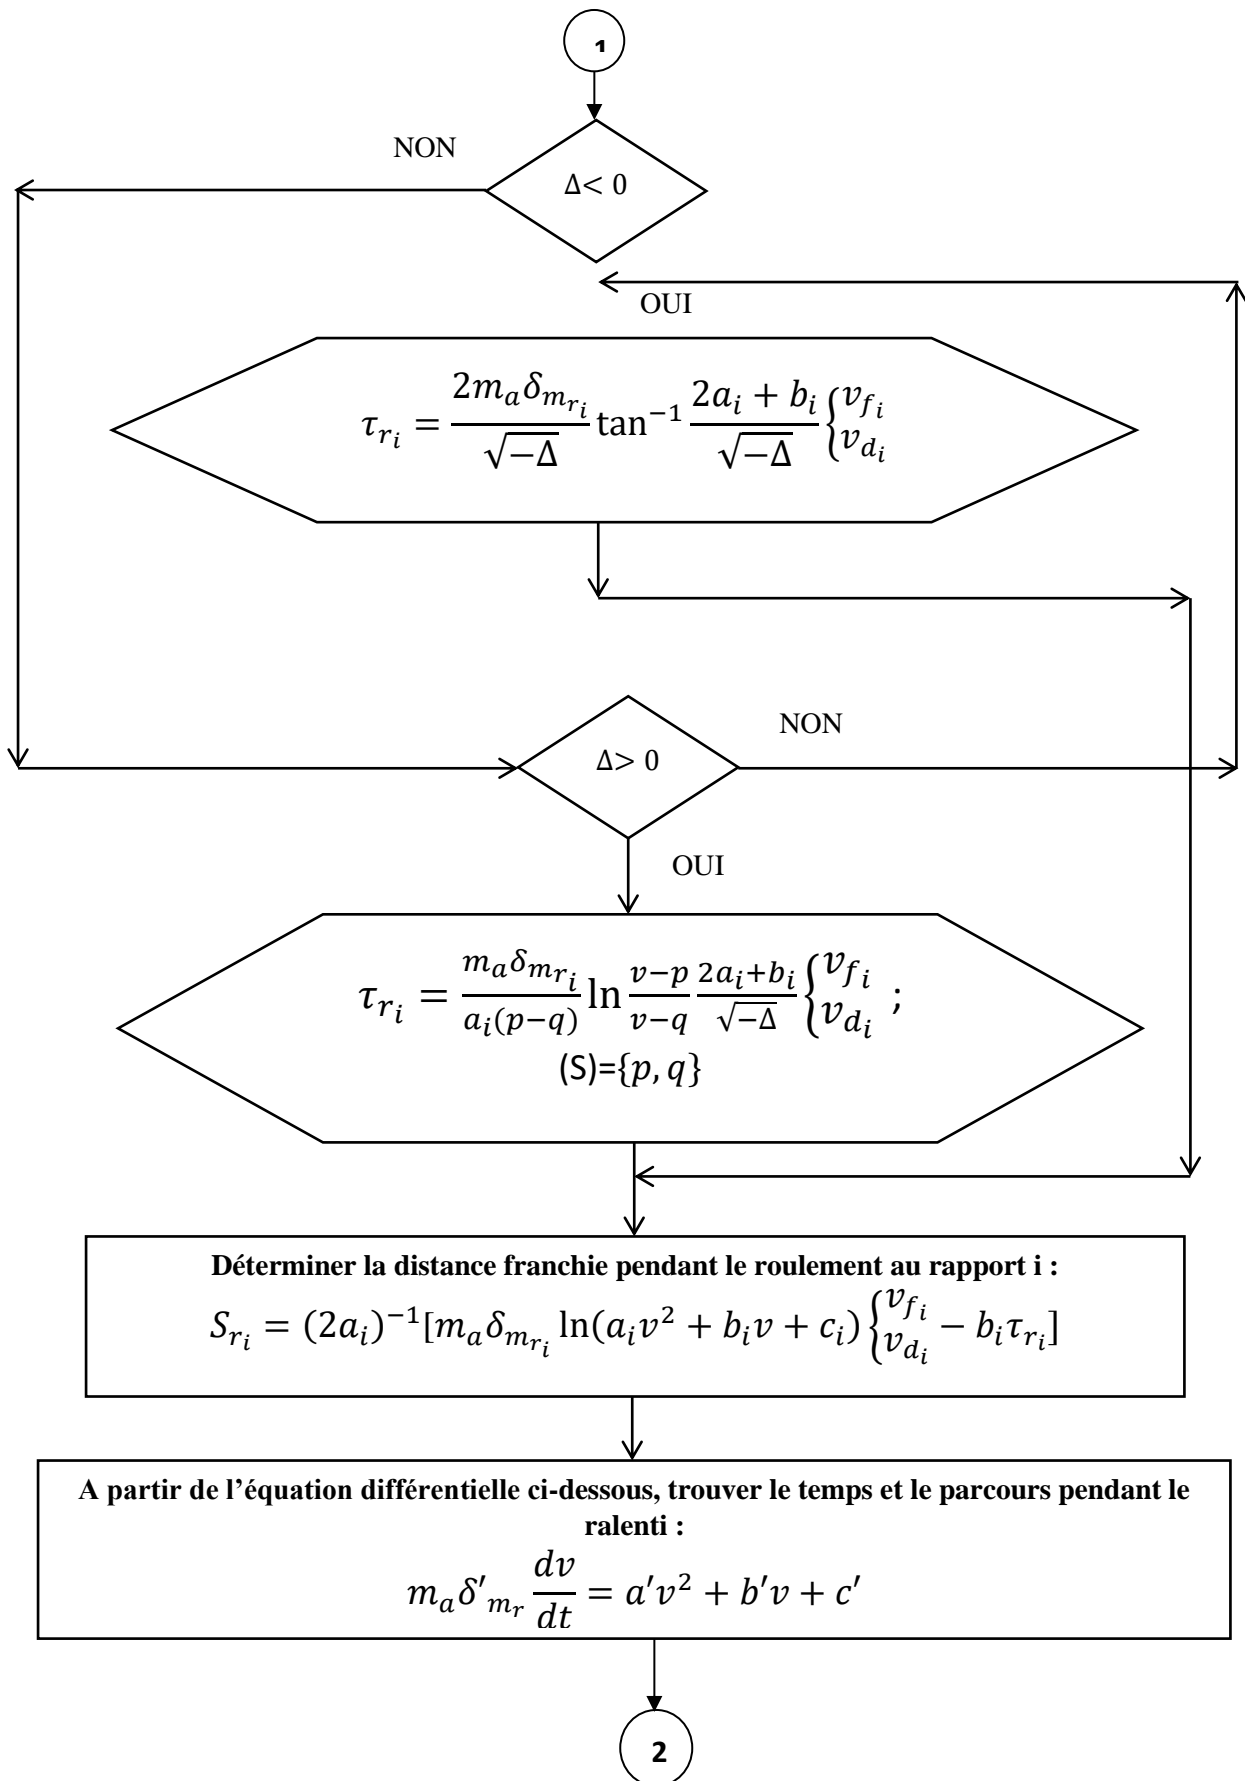 1
NON
Δ< 0
OUI
τ_{r_i} = \frac{2m_a δ_{m_{r_i}}}{\sqrt{-Δ}} tan^{-1} \frac{2a_i + b_i}{\sqrt{-Δ}} {v_{f_i} v_{d_i}
NON
Δ> 0
OUI
τ_{r_i} = \frac{m_a δ_{m_{r_i}}}{a_i(p−q)} ln \frac{v−p}{v−q} \frac{2a_i+b_i}{\sqrt{-Δ}} {v_{f_i} v_{d_i} ;
(S)={p, q}
Déterminer la distance franchie pendant le roulement au rapport i :
S_{r_i} = (2a_i)^{-1}[m_a δ_{m_{r_i}} ln(a_i v^2 + b_i v + c_i) {v_{f_i} v_{d_i} − b_i τ_{r_i}]
A partir de l’équation différentielle ci-dessous, trouver le temps et le parcours pendant le
ralenti :
m_a δ'_{m_r} \frac{dv}{dt} = a'v^2 + b'v + c'
2